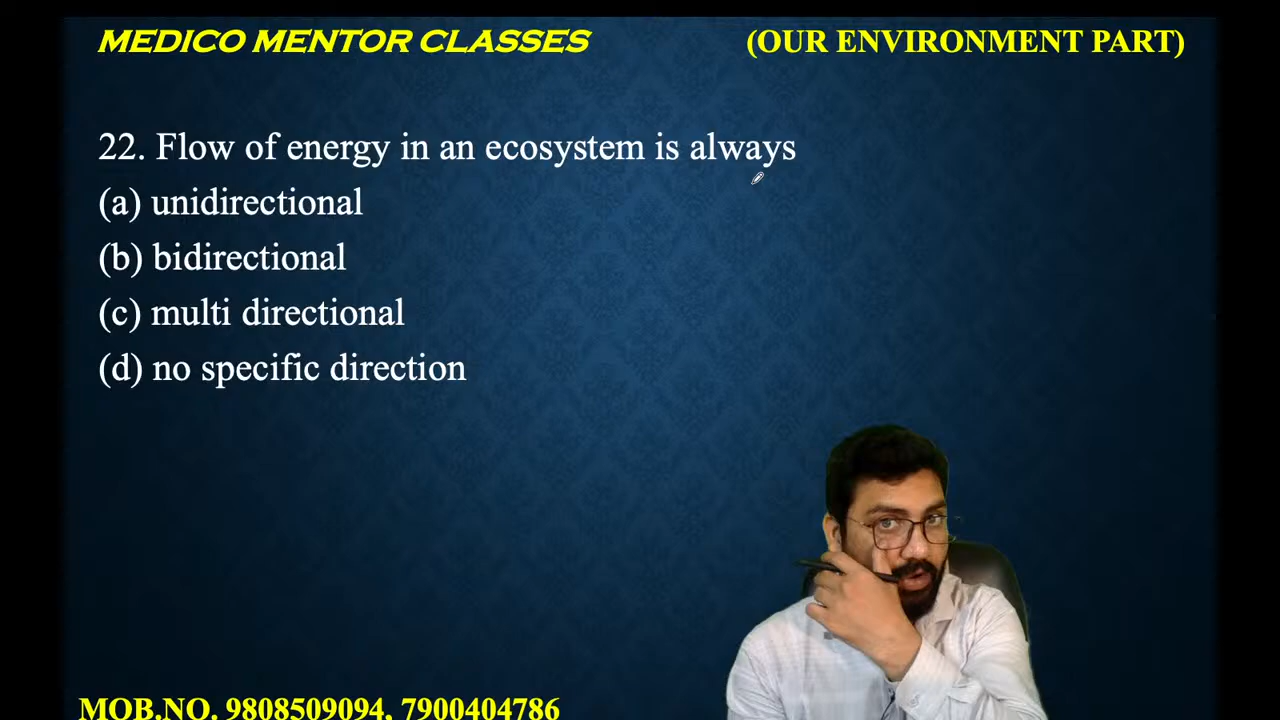 MEDICO MENTOR CLASSES
(OUR ENVIRONMENT PART)
22. Flow of energy in an ecosystem is always
(a) unidirectional
(b) bidirectional
(c) multi directional
(d) no specific direction
MOB.NO. 9808509094, 7900404786